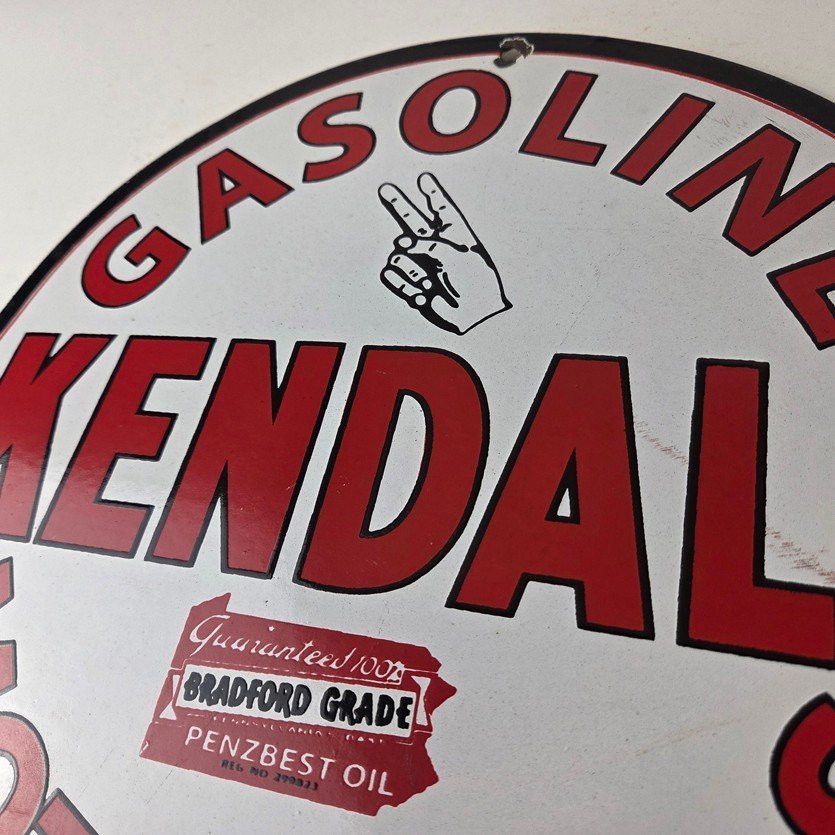 GASOLINE
KENDAL
Guaranteed 100%
BRADFORD GRADE
PENZBEST OIL